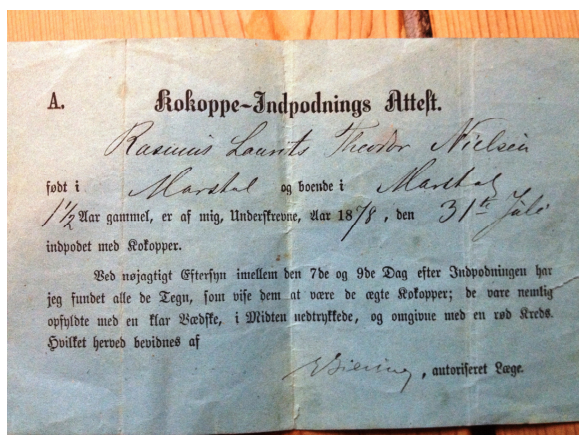 A. Kokoppe-Indpodnings Attest.
Rasmus Laurits Theodor Nielsen
født i Marstal og boende i Marstal
1 1/2 Aar gammel, er af mig, Underskrevne, Aar 1878, den 31te Juli
indpodet med Kokopper.
Ved nøjagtigt Eftersyn imellem den 7de og 9de Dag efter Indpodningen har
jeg fundet alle de Tegn, som vise dem at være de ægte Kokopper; de vare nemlig
opfyldte med en klar Vædske, i Midten nedtrykkede, og omgivne med en rød Kreds.
Hvilket herved bevidnes af
, autoriseret Læge.